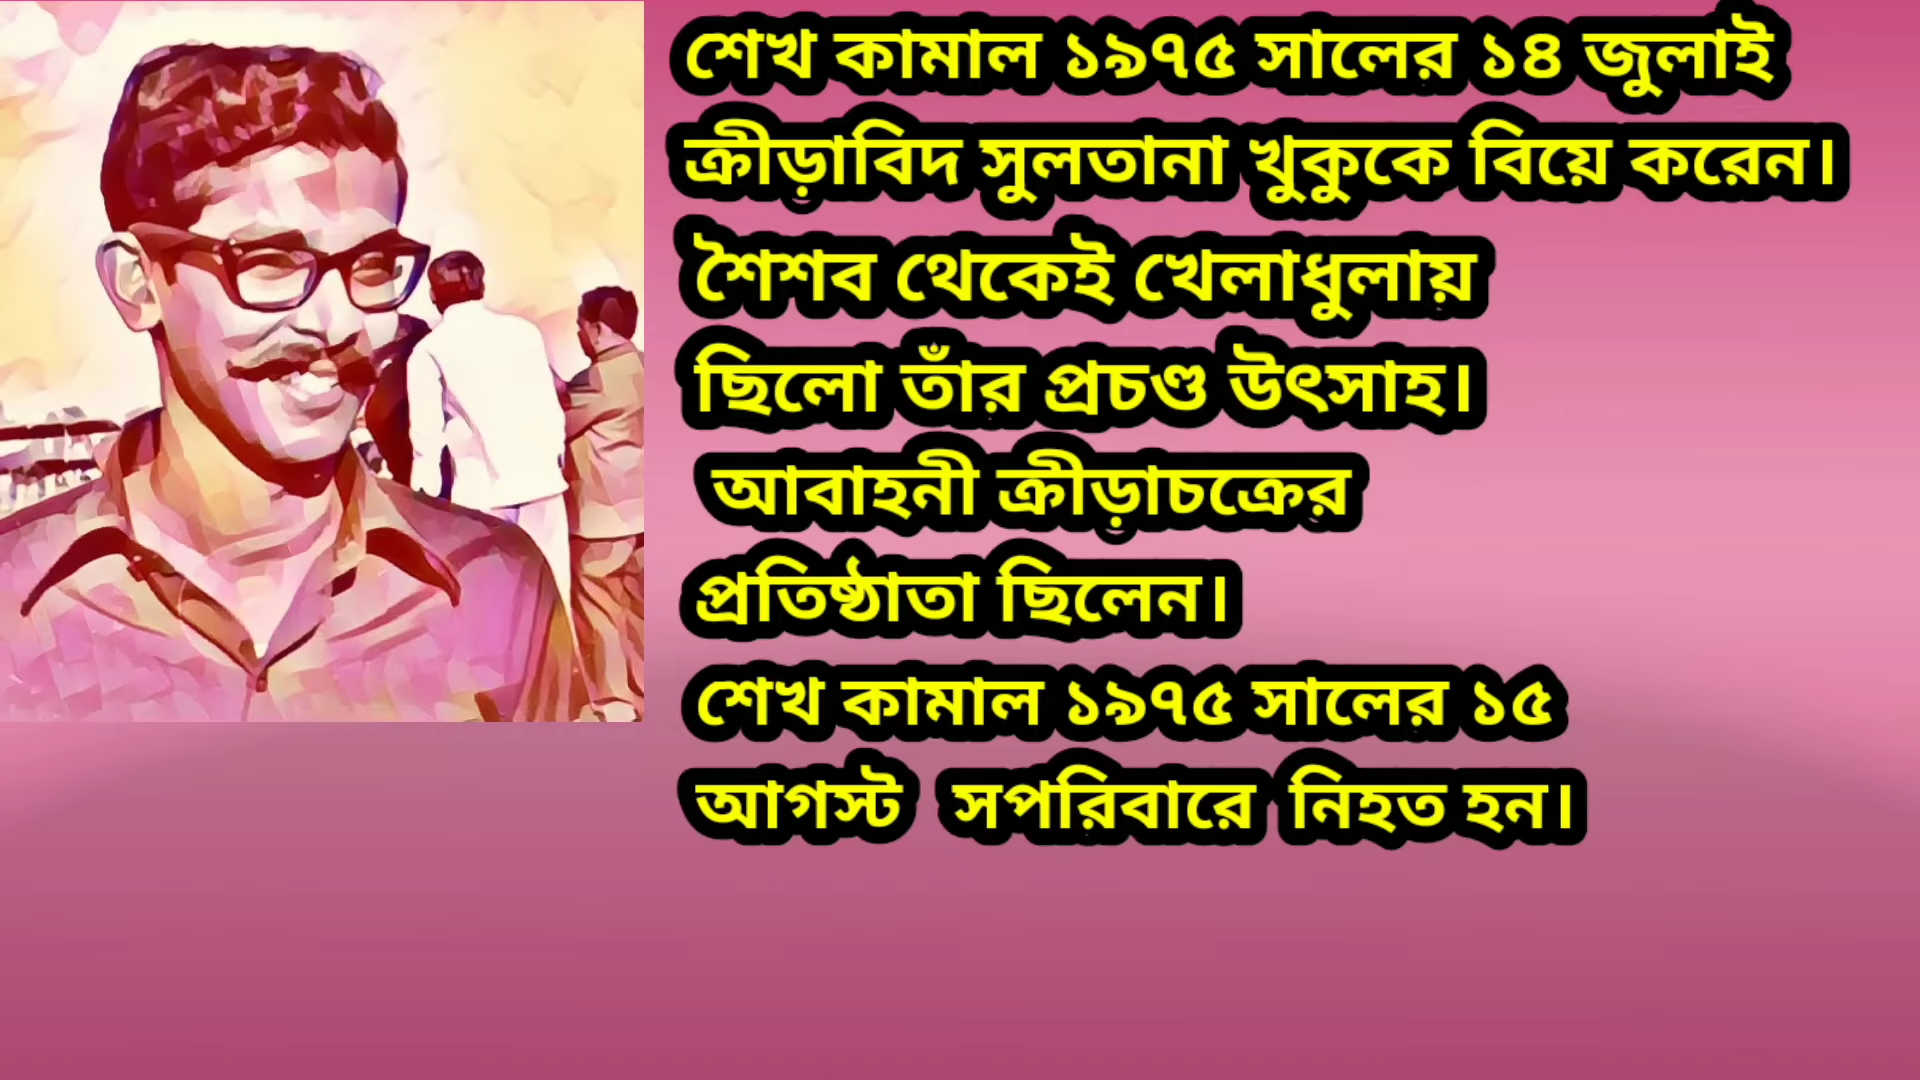 শেখ কামাল ১৯৭৫ সালের ১৪ জুলাই
ক্রীড়াবিদ সুলতানা খুকুকে বিয়ে করেন।
শৈশব থেকেই খেলাধুলায়
ছিলো তাঁর প্রচণ্ড উৎসাহ।
আবাহনী ক্রীড়াচক্রের
প্রতিষ্ঠাতা ছিলেন।
শেখ কামাল ১৯৭৫ সালের ১৫
আগস্ট সপরিবারে নিহত হন।